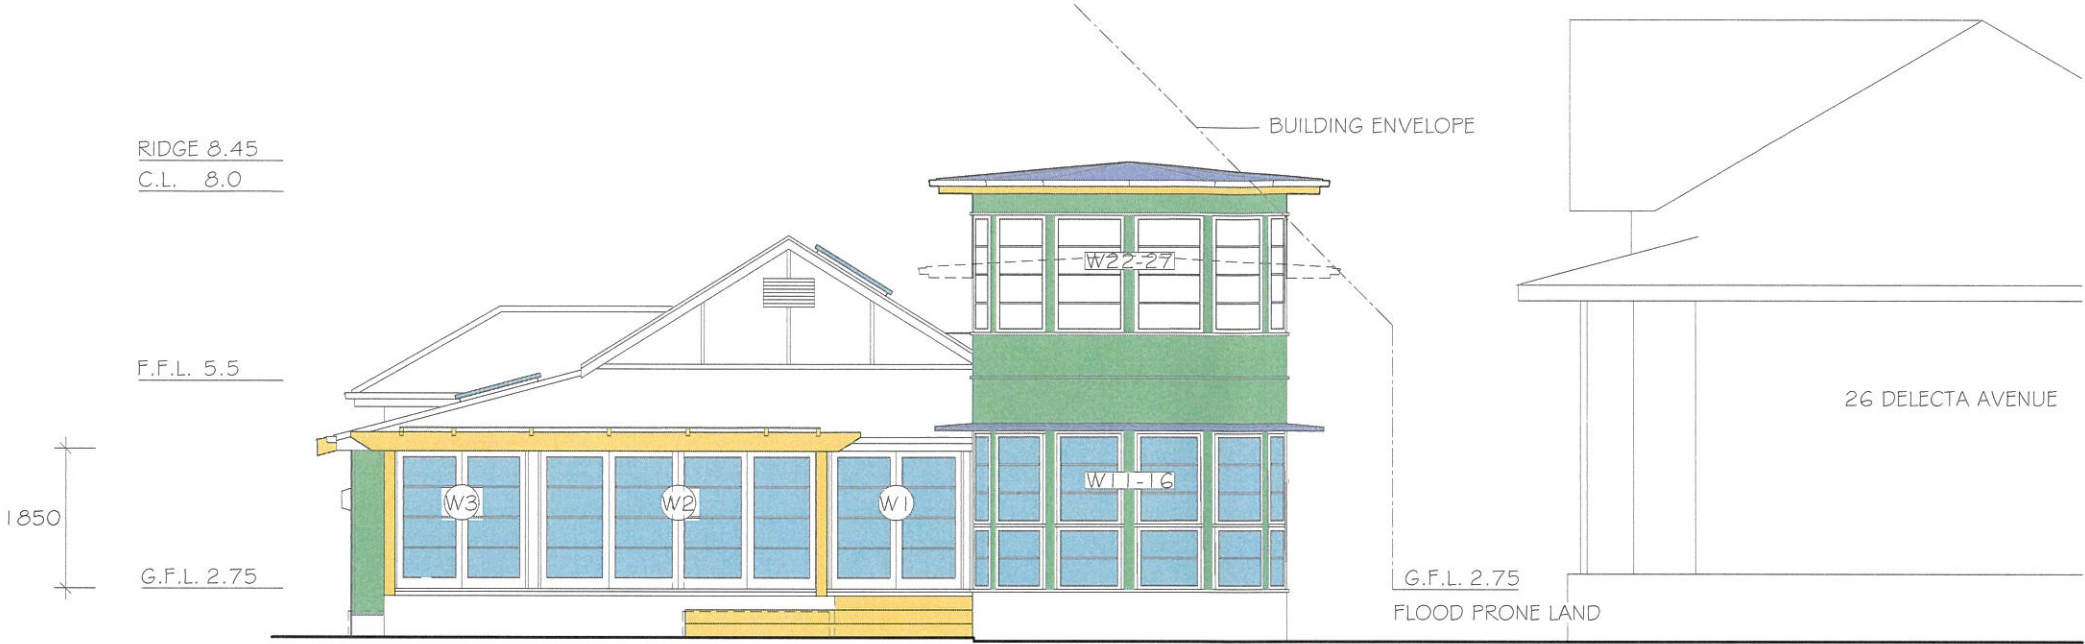 BUILDING ENVELOPE
RIDGE 8.45
C.L. 8.0
W22-27
F.F.L. 5.5
26 DELECTA AVENUE
W11-16
W3
W2
W1
1850
G.F.L. 2.75
G.F.L. 2.75
FLOOD PRONE LAND